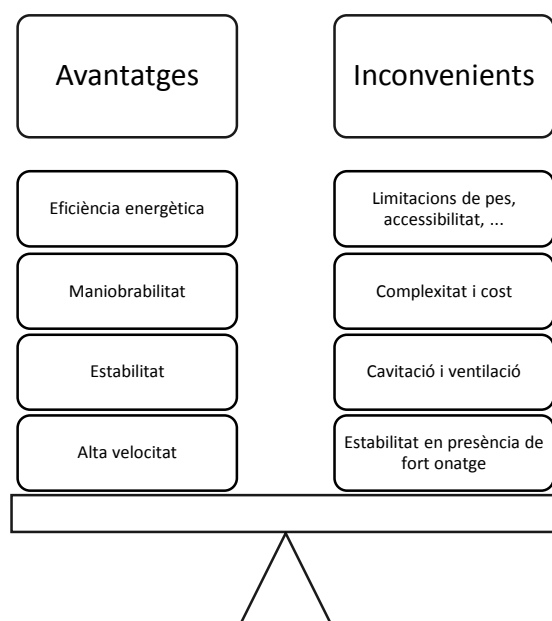 Avantatges
Inconvenients
Eficiència energètica
Limitacions de pes,
accessibilitat, ...
Maniobrabilitat
Complexitat i cost
Estabilitat
Cavitació i ventilació
Alta velocitat
Estabilitat en presència de
fort onatge